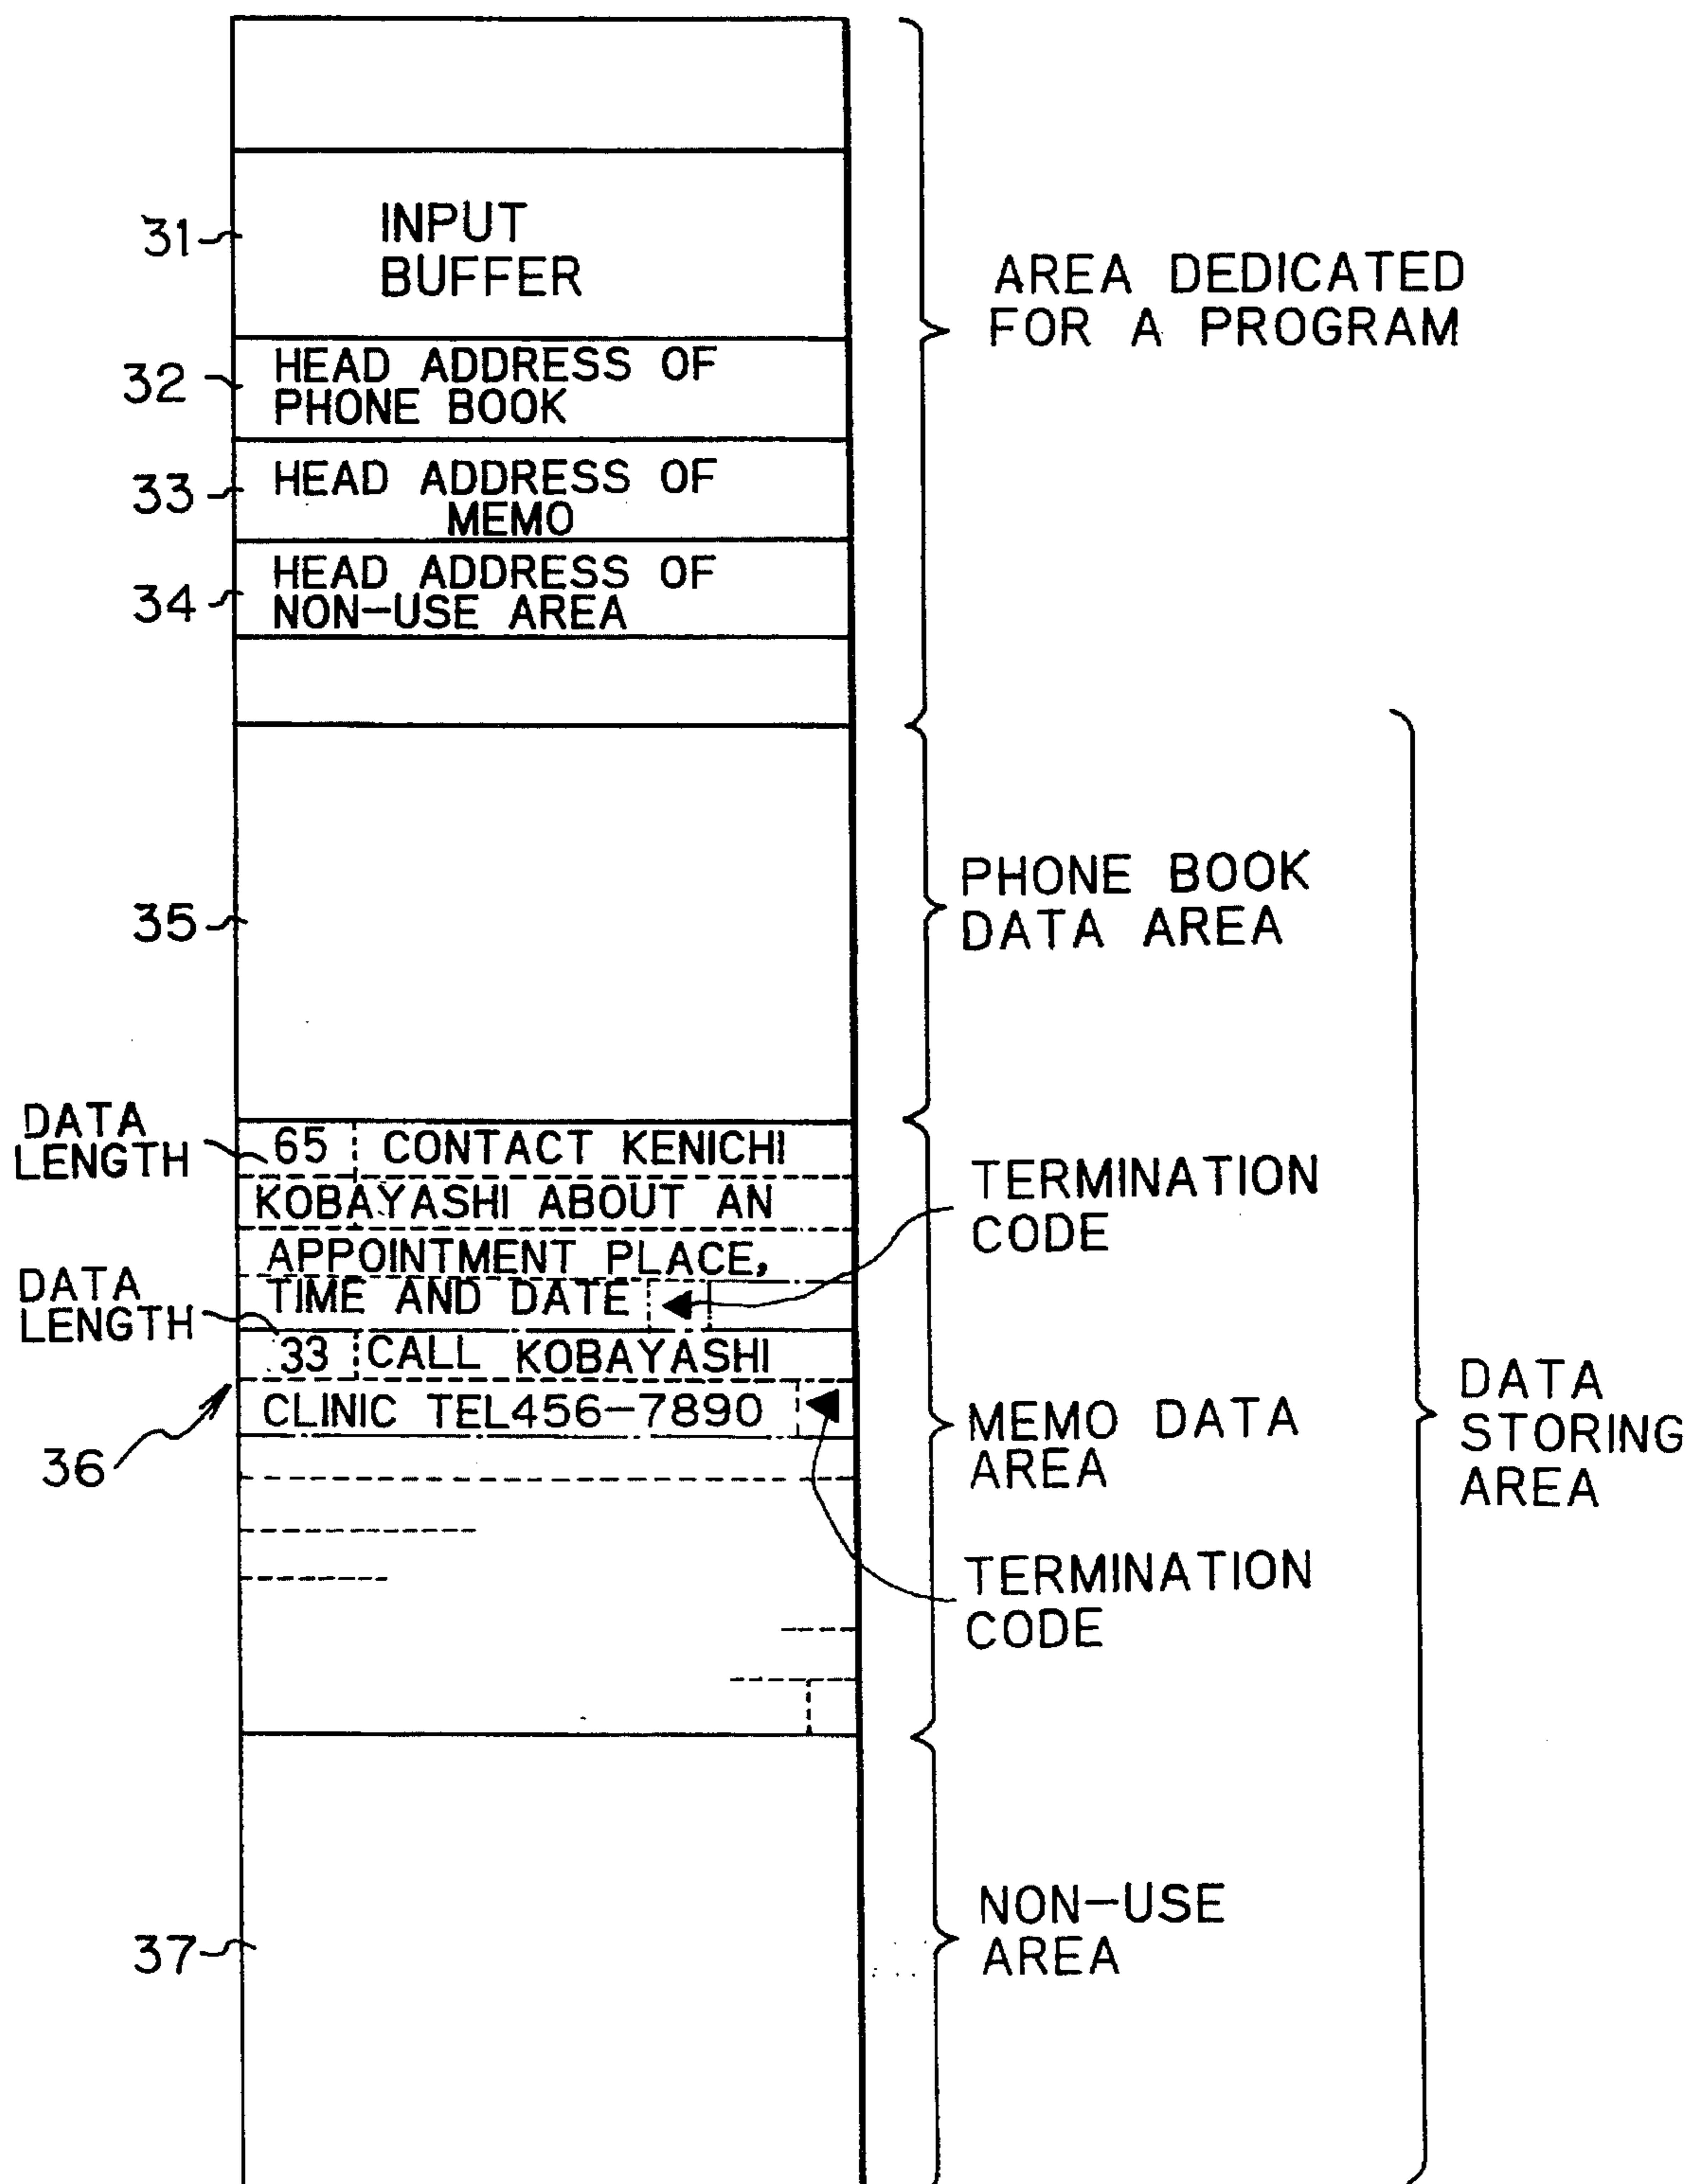 31
INPUT
BUFFER
AREA DEDICATED
FOR A PROGRAM
32
HEAD ADDRESS OF
PHONE BOOK
33
HEAD ADDRESS OF
MEMO
34
HEAD ADDRESS OF
NON-USE AREA
35
PHONE BOOK
DATA AREA
DATA
LENGTH
65 CONTACT KENICHI
KOBAYASHI ABOUT AN
APPOINTMENT PLACE,
TIME AND DATE
TERMINATION
CODE
DATA
LENGTH
33 CALL KOBAYASHI
CLINIC TEL456-7890
36
MEMO DATA
AREA
DATA
STORING
AREA
TERMINATION
CODE
37
NON-USE
AREA